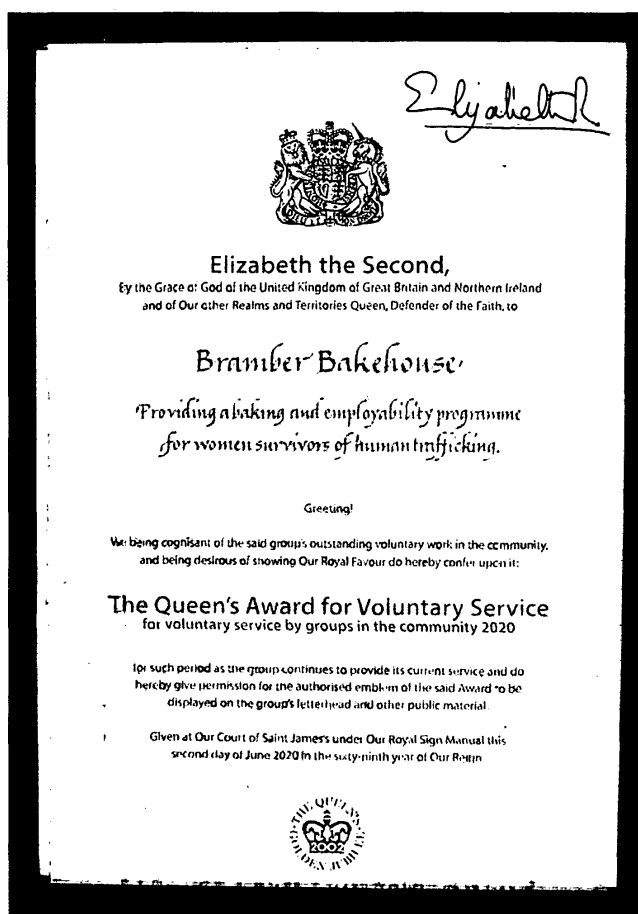 Elizabeth R
Elizabeth the Second,
By the Grace of God of the United Kingdom of Great Britain and Northern Ireland
and of Our other Realms and Territories Queen, Defender of the Faith, to
Bramber Bakehouse
Providing a baking and employability programme
for women survivors of human trafficking.
Greeting!
We being cognisant of the said group's outstanding voluntary work in the community,
and being desirous of showing Our Royal Favour do hereby confer upon it:
The Queen's Award for Voluntary Service
for voluntary service by groups in the community 2020
for such period as the group continues to provide its current service and do
hereby give permission for the authorised emblem of the said Award to be
displayed on the group's letterhead and other public material.
Given at Our Court of Saint James's under Our Royal Sign Manual this
second day of June 2020 in the sixty-ninth year of Our Reign
THE QUEEN'S
2002
GOLDEN JUBILEE